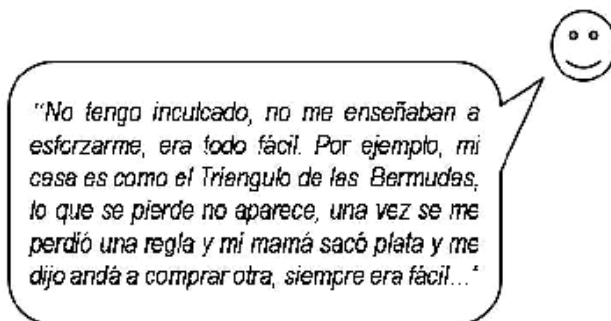 "No tengo inculcado, no me enseñaban a
esforzarme, era todo fácil. Por ejemplo, mi
casa es como el Triangulo de las Bermudas,
lo que se pierde no aparece, una vez se me
perdió una regla y mi mamá sacó plata y me
dijo andá a comprar otra, siempre era fácil..."